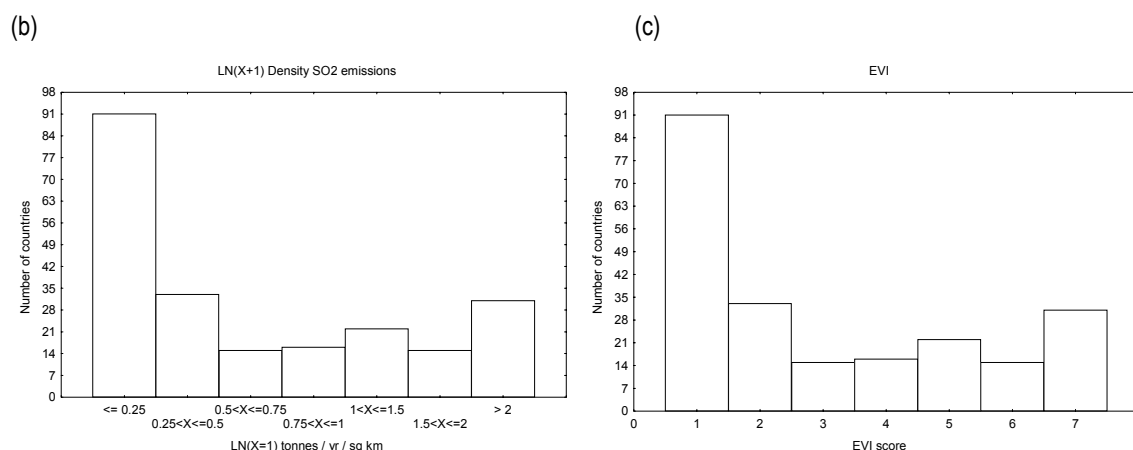 (b)
LN(X+1) Density SO2 emissions
Number of countries
98
91
84
77
70
63
56
49
42
35
28
21
14
7
0
<= 0.25 0.5<X<=0.75 1<X<=1.5 > 2
0.25<X<=0.5 0.75<X<=1 1.5<X<=2
LN(X=1) tonnes / yr / sq km
(c)
EVI
Number of countries
98
91
84
77
70
63
56
49
42
35
28
21
14
7
0
0 1 2 3 4 5 6 7
EVI score